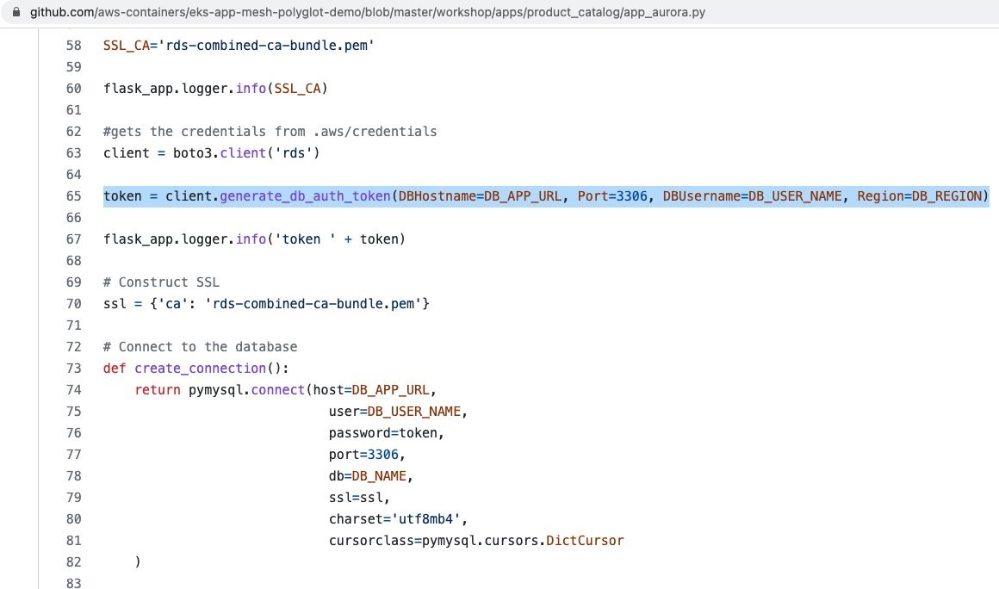 github.com/aws-containers/eks-app-mesh-polyglot-demo/blob/master/workshop/apps/product_catalog/app_aurora.py
58 SSL_CA='rds-combined-ca-bundle.pem'
59
60 flask_app.logger.info(SSL_CA)
61
62 #gets the credentials from .aws/credentials
63 client = boto3.client('rds')
64
65 token = client.generate_db_auth_token(DBHostname=DB_APP_URL, Port=3306, DBUsername=DB_USER_NAME, Region=DB_REGION)
66
67 flask_app.logger.info('token ' + token)
68
69 # Construct SSL
70 ssl = {'ca': 'rds-combined-ca-bundle.pem'}
71
72 # Connect to the database
73 def create_connection():
74     return pymysql.connect(host=DB_APP_URL,
75                              user=DB_USER_NAME,
76                              password=token,
77                              port=3306,
78                              db=DB_NAME,
79                              ssl=ssl,
80                              charset='utf8mb4',
81                              cursorclass=pymysql.cursors.DictCursor
82     )
83